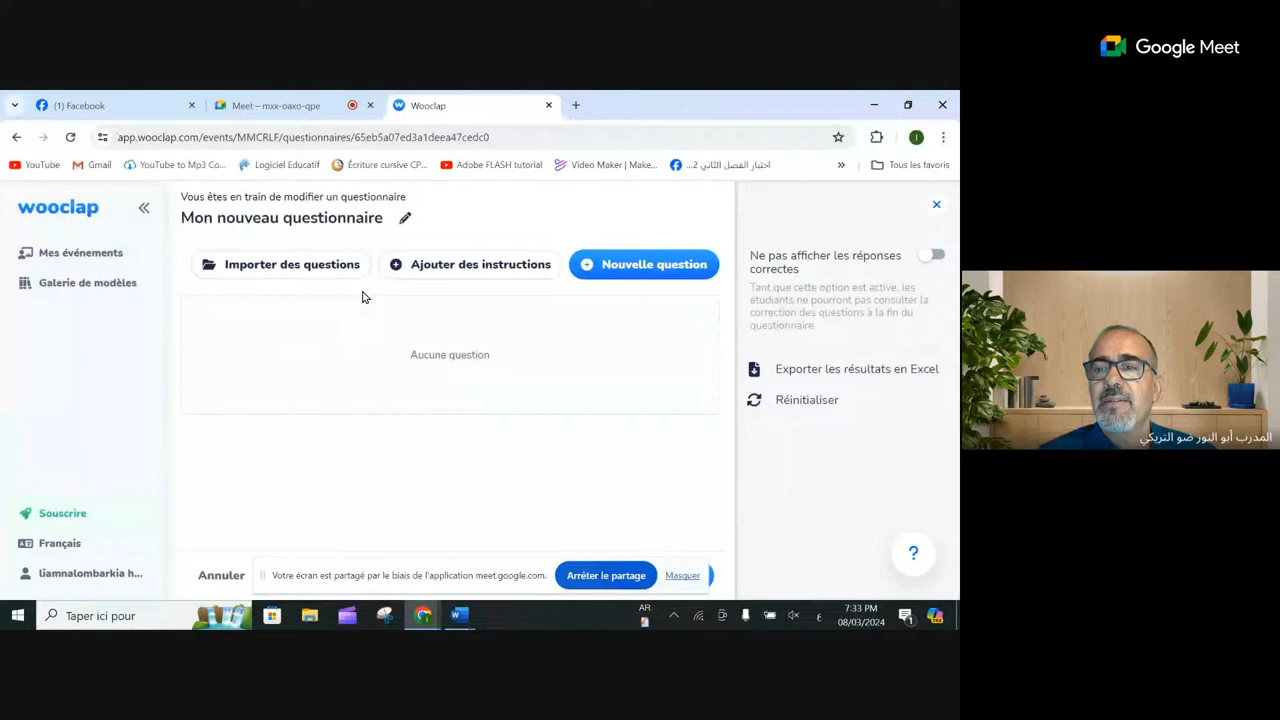 Google Meet
(1) Facebook
Meet – mxx-oaxo-qpe
Wooclap
app.wooclap.com/events/MMCRLF/questionnaires/65eb5a07ed3a1deea47cedc0
YouTube
Gmail
YouTube to Mp3 Co...
Logiciel Educatif
Écriture cursive CP...
Adobe FLASH tutorial
Video Maker | Make...
اختبار الفصل الثاني 2...
»
Tous les favoris
wooclap
Mes événements
Galerie de modèles
Souscrire
Français
liamnalombarkia h...
Vous êtes en train de modifier un questionnaire
Mon nouveau questionnaire
Importer des questions
Ajouter des instructions
Nouvelle question
Aucune question
Annuler
Ne pas afficher les réponses
correctes
Tant que cette option est active, les
étudiants ne pourront pas consulter la
correction des questions à la fin du
questionnaire.
Exporter les résultats en Excel
Réinitialiser
?
Votre écran est partagé par le biais de l'application meet.google.com.
Arrêter le partage
Masquer
المدرب أبو النور ضو التريكي
Taper ici pour
AR
ع
7:33 PM
08/03/2024